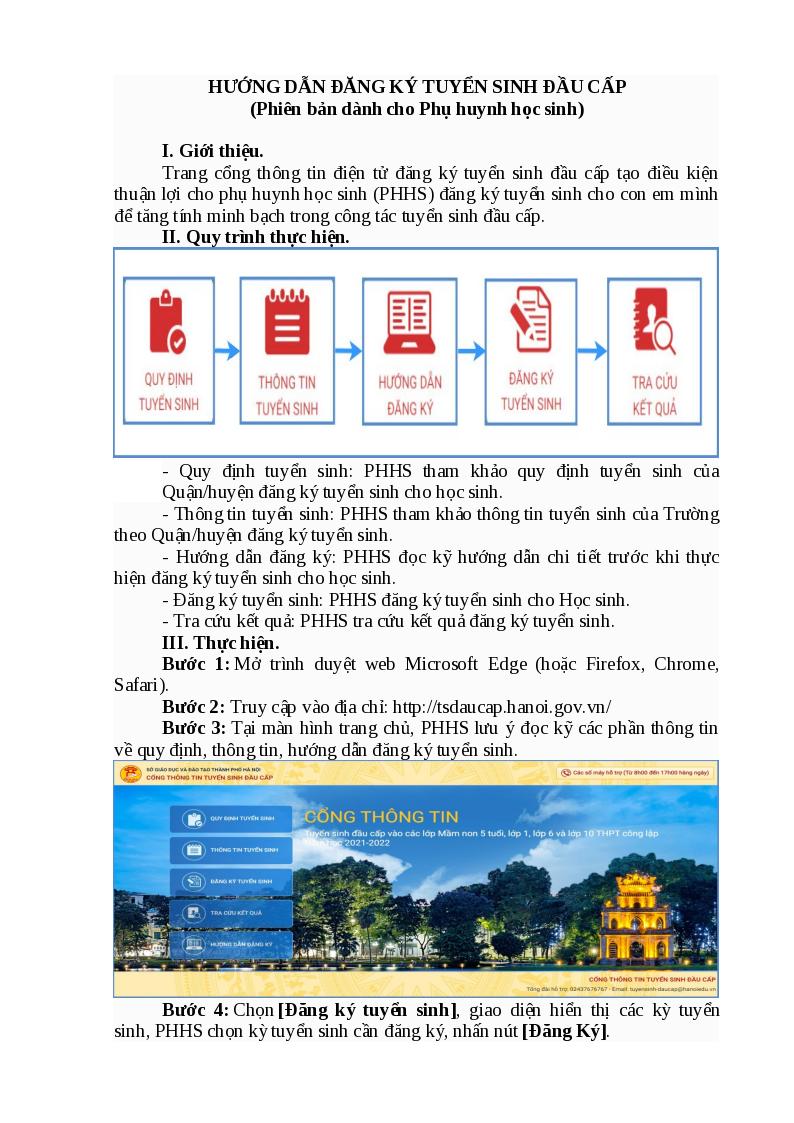 HƯỚNG DẪN ĐĂNG KÝ TUYỂN SINH ĐẦU CẤP
(Phiên bản dành cho Phụ huynh học sinh)
I. Giới thiệu.
Trang cổng thông tin điện tử đăng ký tuyển sinh đầu cấp tạo điều kiện
thuận lợi cho phụ huynh học sinh (PHHS) đăng ký tuyển sinh cho con em mình
để tăng tính minh bạch trong công tác tuyển sinh đầu cấp.
II. Quy trình thực hiện.
QUY ĐỊNH
TUYỂN SINH
THÔNG TIN
TUYỂN SINH
HƯỚNG DẪN
ĐĂNG KÝ
ĐĂNG KÝ
TUYỂN SINH
TRA CỨU
KẾT QUẢ
- Quy định tuyển sinh: PHHS tham khảo quy định tuyển sinh của
Quận/huyện đăng ký tuyển sinh cho học sinh.
- Thông tin tuyển sinh: PHHS tham khảo thông tin tuyển sinh của Trường
theo Quận/huyện đăng ký tuyển sinh.
- Hướng dẫn đăng ký: PHHS đọc kỹ hướng dẫn chi tiết trước khi thực
hiện đăng ký tuyển sinh cho học sinh.
- Đăng ký tuyển sinh: PHHS đăng ký tuyển sinh cho Học sinh.
- Tra cứu kết quả: PHHS tra cứu kết quả đăng ký tuyển sinh.
III. Thực hiện.
Bước 1: Mở trình duyệt web Microsoft Edge (hoặc Firefox, Chrome,
Safari).
Bước 2: Truy cập vào địa chỉ: http://tsdaucap.hanoi.gov.vn/
Bước 3: Tại màn hình trang chủ, PHHS lưu ý đọc kỹ các phần thông tin
về quy định, thông tin, hướng dẫn đăng ký tuyển sinh.
SỞ GIÁO DỤC VÀ ĐÀO TẠO THÀNH PHỐ HÀ NỘI
CỔNG THÔNG TIN TUYỂN SINH ĐẦU CẤP
Các số máy hỗ trợ (Từ 8h00 đến 17h00 hàng ngày)
QUY ĐỊNH TUYỂN SINH
THÔNG TIN TUYỂN SINH
ĐĂNG KÝ TUYỂN SINH
TRA CỨU KẾT QUẢ
HƯỚNG DẪN ĐĂNG KÝ
CỔNG THÔNG TIN
Tuyển sinh đầu cấp vào các lớp Mầm non 5 tuổi, lớp 1, lớp 6 và lớp 10 THPT công lập
năm học 2021-2022
CỔNG THÔNG TIN TUYỂN SINH ĐẦU CẤP
Tổng đài hỗ trợ: 02437676767 - Email: tuyensinh-daucap@hanoiedu.vn
Bước 4: Chọn [Đăng ký tuyển sinh], giao diện hiển thị các kỳ tuyển
sinh, PHHS chọn kỳ tuyển sinh cần đăng ký, nhấn nút [Đăng Ký].